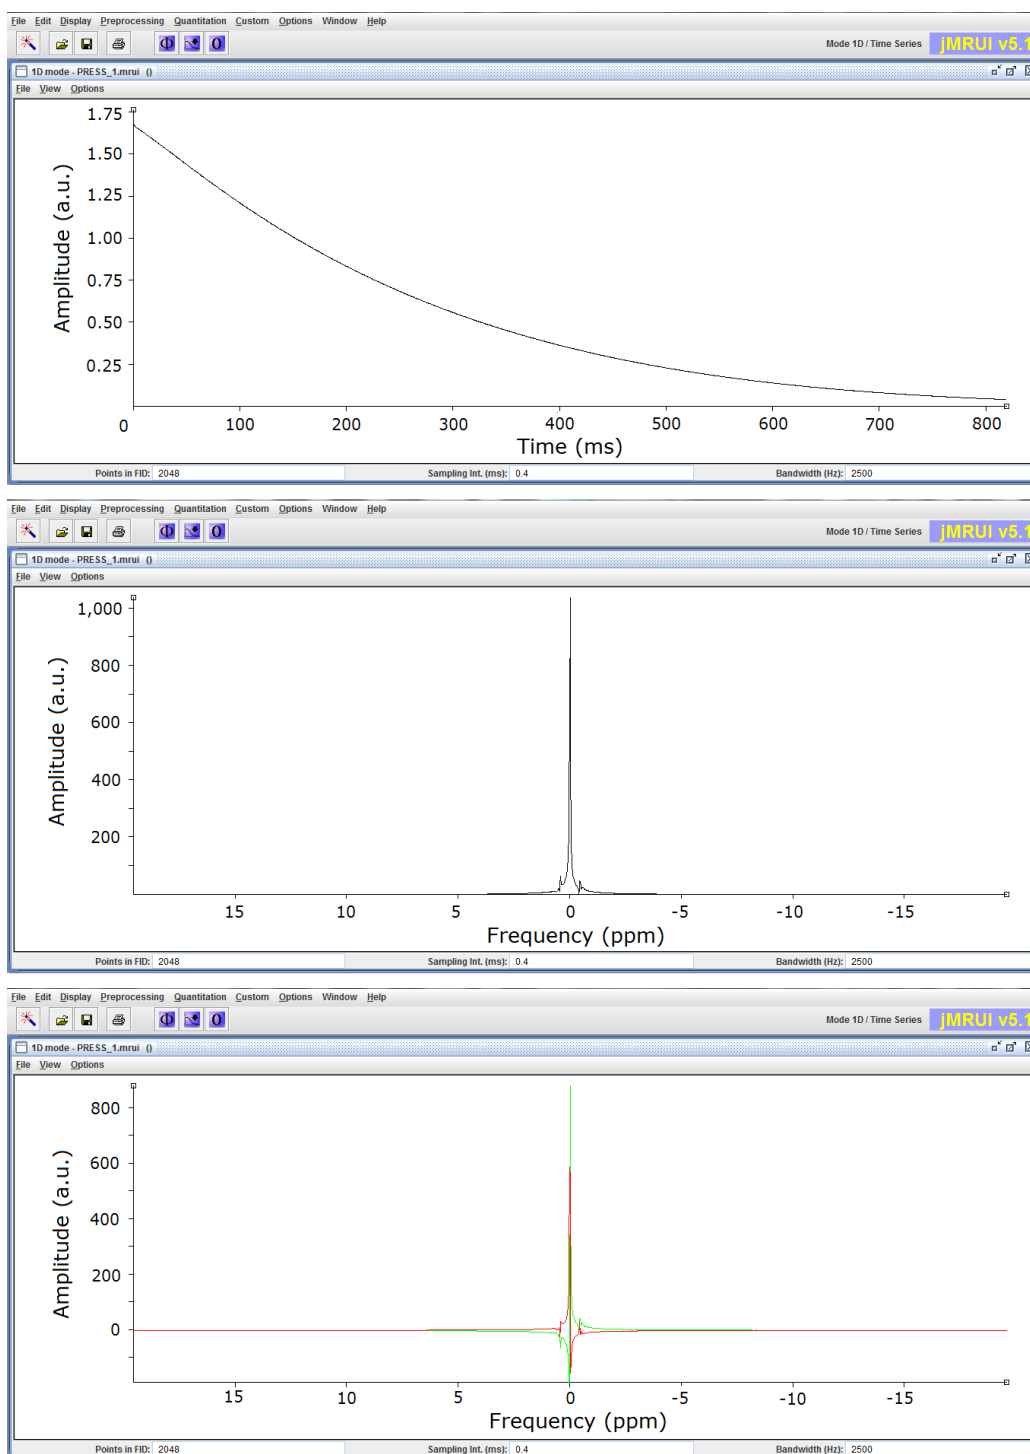 File Edit Display Preprocessing Quantitation Custom Options Window Help
Mode 1D / Time Series jMRUI v5.1
1D mode - PRESS_1.mrui ()
File View Options
1.75
1.50
1.25
1.00
0.75
0.50
0.25
Amplitude (a.u.)
0 100 200 300 400 500 600 700 800
Time (ms)
Points in FID: 2048 Sampling Int. (ms): 0.4 Bandwidth (Hz): 2500
File Edit Display Preprocessing Quantitation Custom Options Window Help
Mode 1D / Time Series jMRUI v5.1
1D mode - PRESS_1.mrui ()
File View Options
1,000
800
600
400
200
Amplitude (a.u.)
15 10 5 0 -5 -10 -15
Frequency (ppm)
Points in FID: 2048 Sampling Int. (ms): 0.4 Bandwidth (Hz): 2500
File Edit Display Preprocessing Quantitation Custom Options Window Help
Mode 1D / Time Series jMRUI v5.1
1D mode - PRESS_1.mrui ()
File View Options
800
600
400
200
0
Amplitude (a.u.)
15 10 5 0 -5 -10 -15
Frequency (ppm)
Points in FID: 2048 Sampling Int. (ms): 0.4 Bandwidth (Hz): 2500